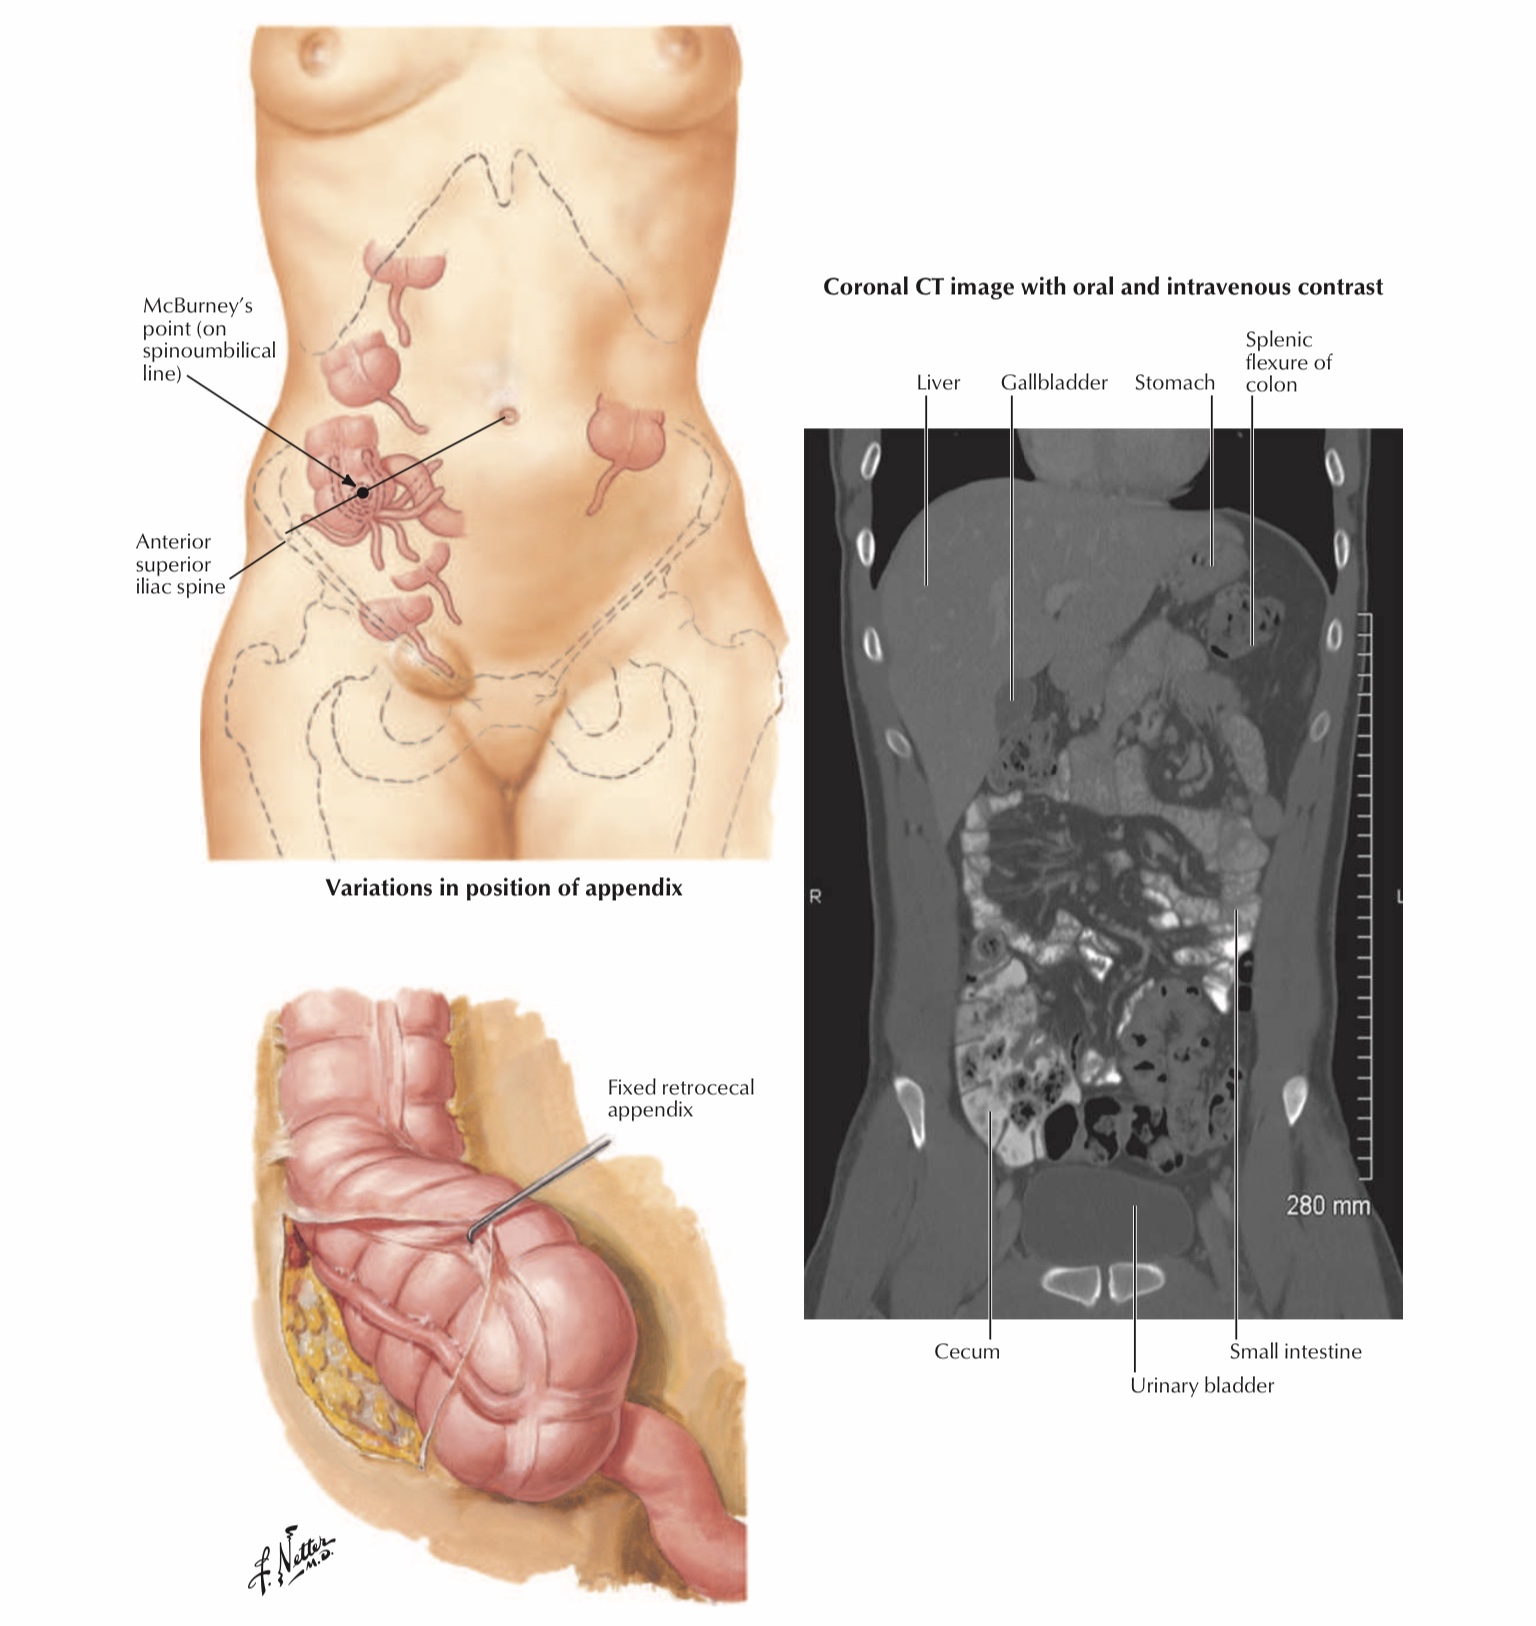 McBurney’s
point (on
spinoumbilical
line)
Anterior
superior
iliac spine
Variations in position of appendix
Coronal CT image with oral and intravenous contrast
Liver
Gallbladder
Stomach
Splenic
flexure of
colon
R
L
280 mm
Cecum
Small intestine
Urinary bladder
Fixed retrocecal
appendix
F. Netter
M.D.